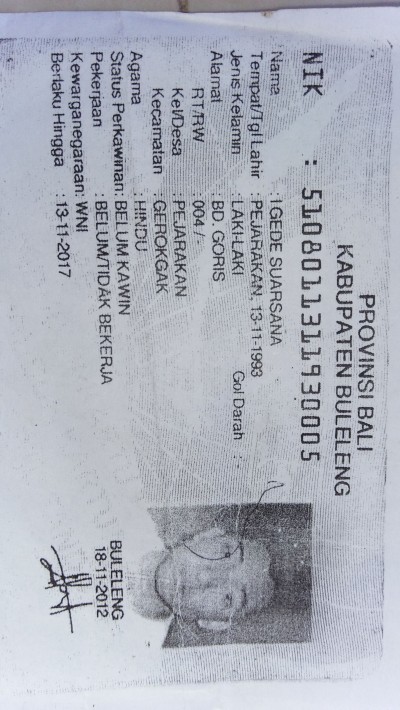 PROVINSI BALI
KABUPATEN BULELENG
NIK : 5108011311930005
Nama : I GEDE SUARSANA
Tempat/Tgl Lahir : PEJARAKAN, 13-11-1993
Jenis Kelamin : LAKI-LAKI Gol Darah : -
Alamat : BD. GORIS
RT/RW : 004 / -
Kel/Desa : PEJARAKAN
Kecamatan : GEROKGAK
Agama : HINDU
Status Perkawinan: BELUM KAWIN
Pekerjaan : BELUM/TIDAK BEKERJA
Kewarganegaraan: WNI
Berlaku Hingga : 13-11-2017
BULELENG
18-11-2012